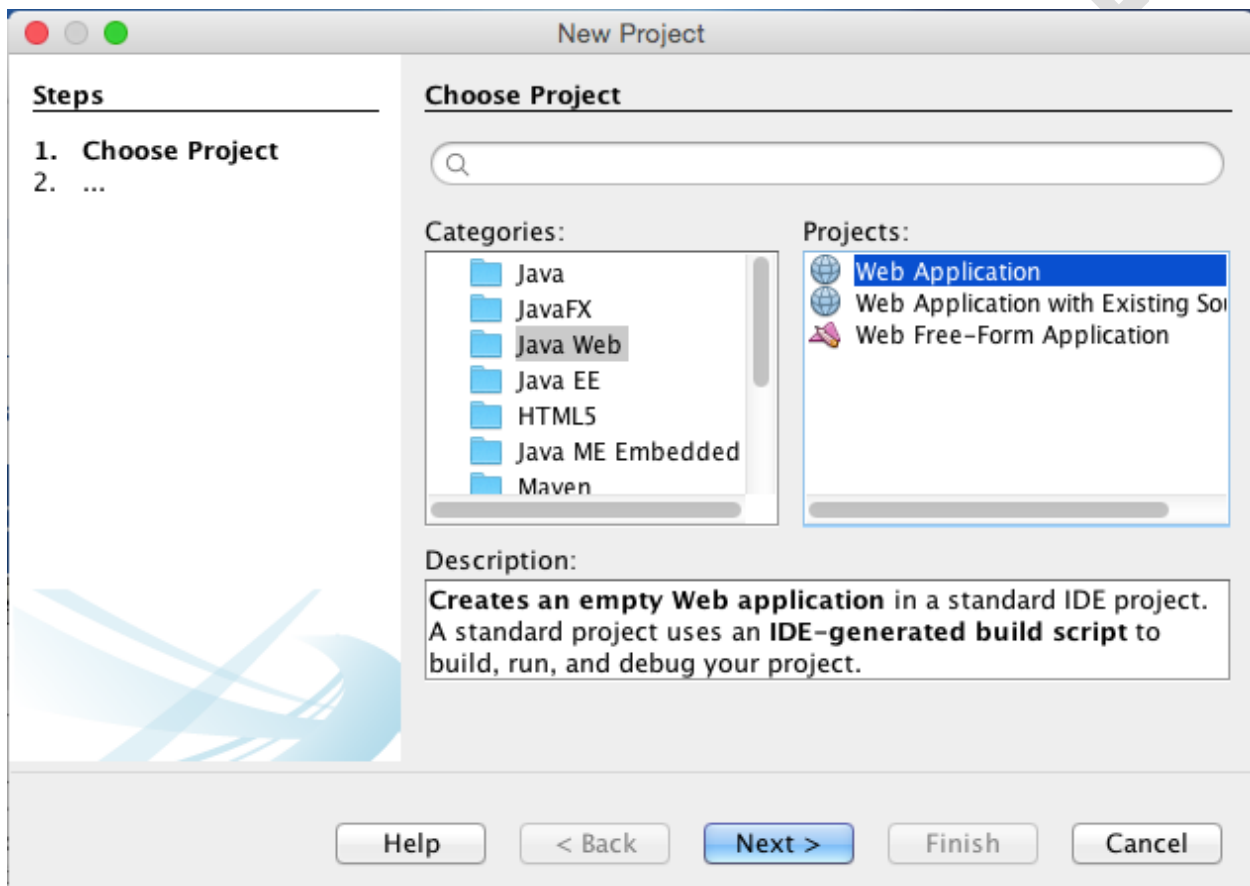 New Project
Steps
1. Choose Project
2. ...
Choose Project
Categories:
Java
JavaFX
Java Web
Java EE
HTML5
Java ME Embedded
Maven
Projects:
Web Application
Web Application with Existing Sou
Web Free-Form Application
Description:
Creates an empty Web application in a standard IDE project.
A standard project uses an IDE-generated build script to
build, run, and debug your project.
Help
< Back
Next >
Finish
Cancel